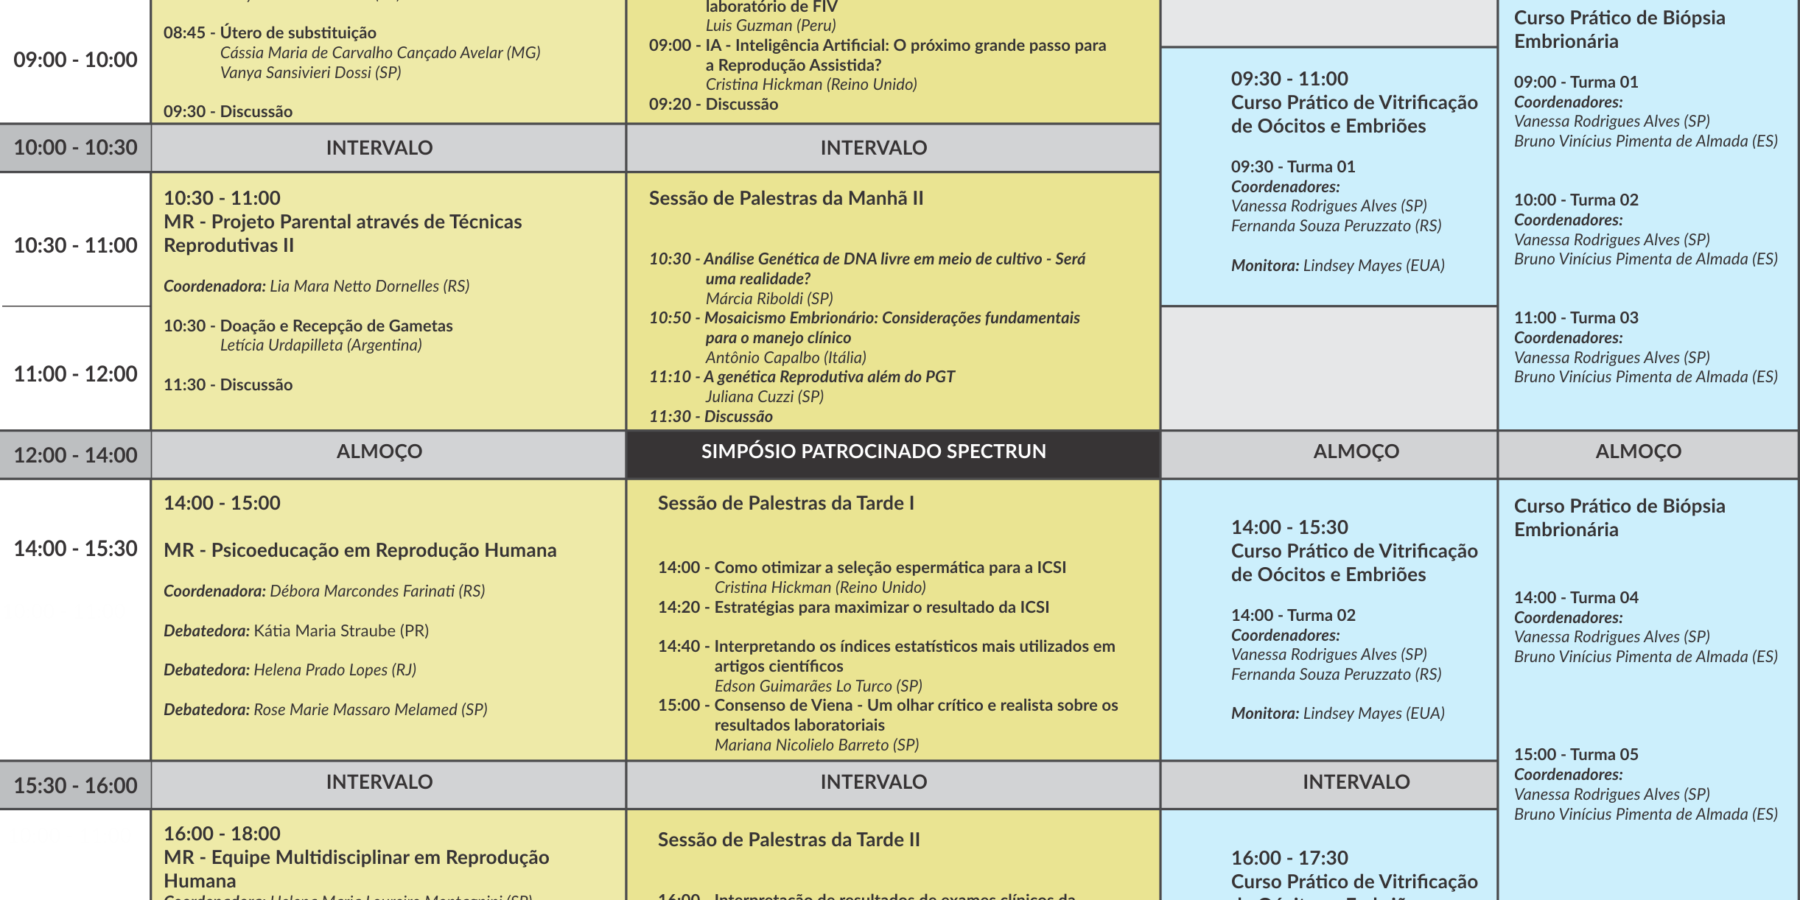 09:00 - 10:00
08:45 - Útero de substituição
Cássia Maria de Carvalho Cançado Avelar (MG)
Vanya Sansivieri Dossi (SP)
09:30 - Discussão
laboratório de FIV
Luis Guzman (Peru)
09:00 - IA - Inteligência Artificial: O próximo grande passo para
a Reprodução Assistida?
Cristina Hickman (Reino Unido)
09:20 - Discussão
10:00 - 10:30
INTERVALO
INTERVALO
10:30 - 11:00
11:00 - 12:00
10:30 - 11:00
MR - Projeto Parental através de Técnicas
Reprodutivas II
Coordenadora: Lia Mara Netto Dornelles (RS)
10:30 - Doação e Recepção de Gametas
Letícia Urdapilleta (Argentina)
11:30 - Discussão
Sessão de Palestras da Manhã II
10:30 - Análise Genética de DNA livre em meio de cultivo - Será
uma realidade?
Márcia Riboldi (SP)
10:50 - Mosaicismo Embrionário: Considerações fundamentais
para o manejo clínico
Antônio Capalbo (Itália)
11:10 - A genética Reprodutiva além do PGT
Juliana Cuzzi (SP)
11:30 - Discussão
09:30 - 11:00
Curso Prático de Vitrificação
de Oócitos e Embriões
09:30 - Turma 01
Coordenadores:
Vanessa Rodrigues Alves (SP)
Fernanda Souza Peruzzato (RS)
Monitora: Lindsey Mayes (EUA)
Curso Prático de Biópsia
Embrionária
09:00 - Turma 01
Coordenadores:
Vanessa Rodrigues Alves (SP)
Bruno Vinícius Pimenta de Almada (ES)
10:00 - Turma 02
Coordenadores:
Vanessa Rodrigues Alves (SP)
Bruno Vinícius Pimenta de Almada (ES)
11:00 - Turma 03
Coordenadores:
Vanessa Rodrigues Alves (SP)
Bruno Vinícius Pimenta de Almada (ES)
12:00 - 14:00
ALMOÇO
SIMPÓSIO PATROCINADO SPECTRUN
ALMOÇO
ALMOÇO
14:00 - 15:30
14:00 - 15:00
MR - Psicoeducação em Reprodução Humana
Coordenadora: Débora Marcondes Farinati (RS)
Debatedora: Kátia Maria Straube (PR)
Debatedora: Helena Prado Lopes (RJ)
Debatedora: Rose Marie Massaro Melamed (SP)
Sessão de Palestras da Tarde I
14:00 - Como otimizar a seleção espermática para a ICSI
Cristina Hickman (Reino Unido)
14:20 - Estratégias para maximizar o resultado da ICSI
14:40 - Interpretando os índices estatísticos mais utilizados em
artigos científicos
Edson Guimarães Lo Turco (SP)
15:00 - Consenso de Viena - Um olhar crítico e realista sobre os
resultados laboratoriais
Mariana Nicolielo Barreto (SP)
14:00 - 15:30
Curso Prático de Vitrificação
de Oócitos e Embriões
14:00 - Turma 02
Coordenadores:
Vanessa Rodrigues Alves (SP)
Fernanda Souza Peruzzato (RS)
Monitora: Lindsey Mayes (EUA)
Curso Prático de Biópsia
Embrionária
14:00 - Turma 04
Coordenadores:
Vanessa Rodrigues Alves (SP)
Bruno Vinícius Pimenta de Almada (ES)
15:00 - Turma 05
Coordenadores:
Vanessa Rodrigues Alves (SP)
Bruno Vinícius Pimenta de Almada (ES)
15:30 - 16:00
INTERVALO
INTERVALO
INTERVALO
16:00 - 18:00
MR - Equipe Multidisciplinar em Reprodução
Humana
Sessão de Palestras da Tarde II
16:00 - Interpretação de resultados de exames clínicos da
16:00 - 17:30
Curso Prático de Vitrificação